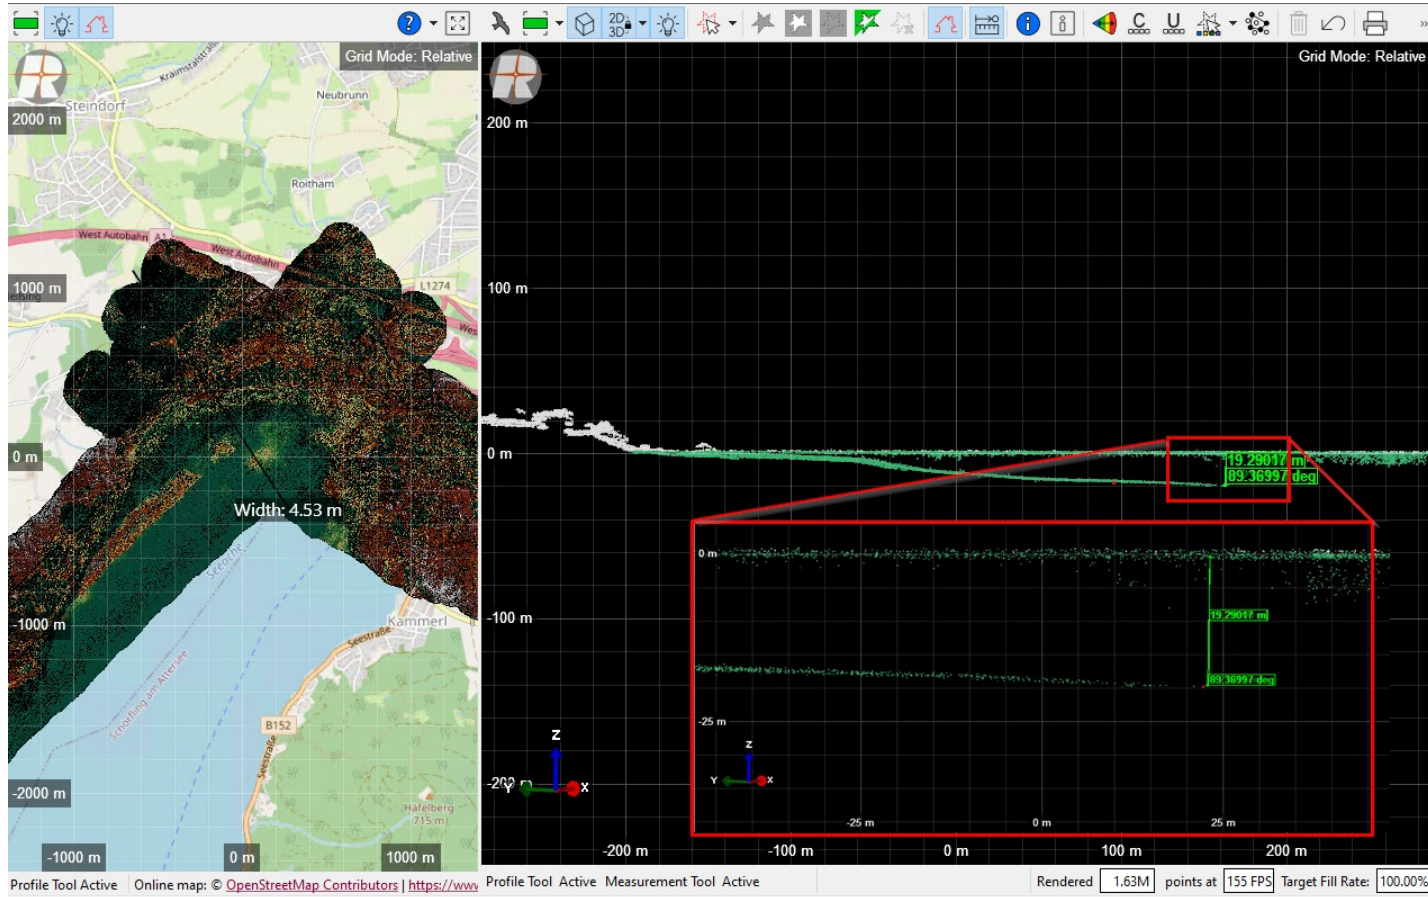 2D
3D
C
U
Grid Mode: Relative
Grid Mode: Relative
R
R
Kraimstalstraße
Neubrunn
Steindorf
2000 m
Roitham
West Autobahn A1
West Autobahn
L1274
1000 m
Wes
0 m
Width: 4.53 m
Seeache
-1000 m
Kammerl
Seestraße
Schörfling am Attersee
B152
Seestraße
-2000 m
Häfelberg
715 m
-1000 m
0 m
1000 m
200 m
100 m
0 m
19.29017 m
89.36997 deg
0 m
-100 m
19.29017 m
89.36997 deg
-25 m
Z
Y
X
-25 m
0 m
25 m
Z
-200 m
Y
X
-200 m
-100 m
0 m
100 m
200 m
Profile Tool Active
Online map: © OpenStreetMap Contributors | https://www
Profile Tool Active Measurement Tool Active
Rendered 1.63M points at 155 FPS Target Fill Rate: 100.00%